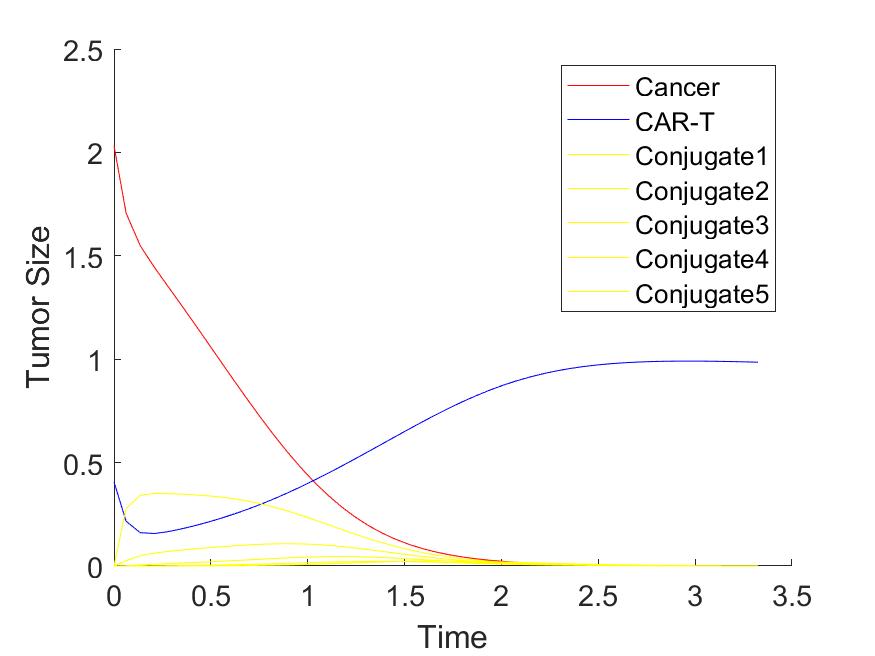 2.5
2
1.5
1
0.5
0
Tumor Size
Cancer
CAR-T
Conjugate1
Conjugate2
Conjugate3
Conjugate4
Conjugate5
0 0.5 1 1.5 2 2.5 3 3.5
Time